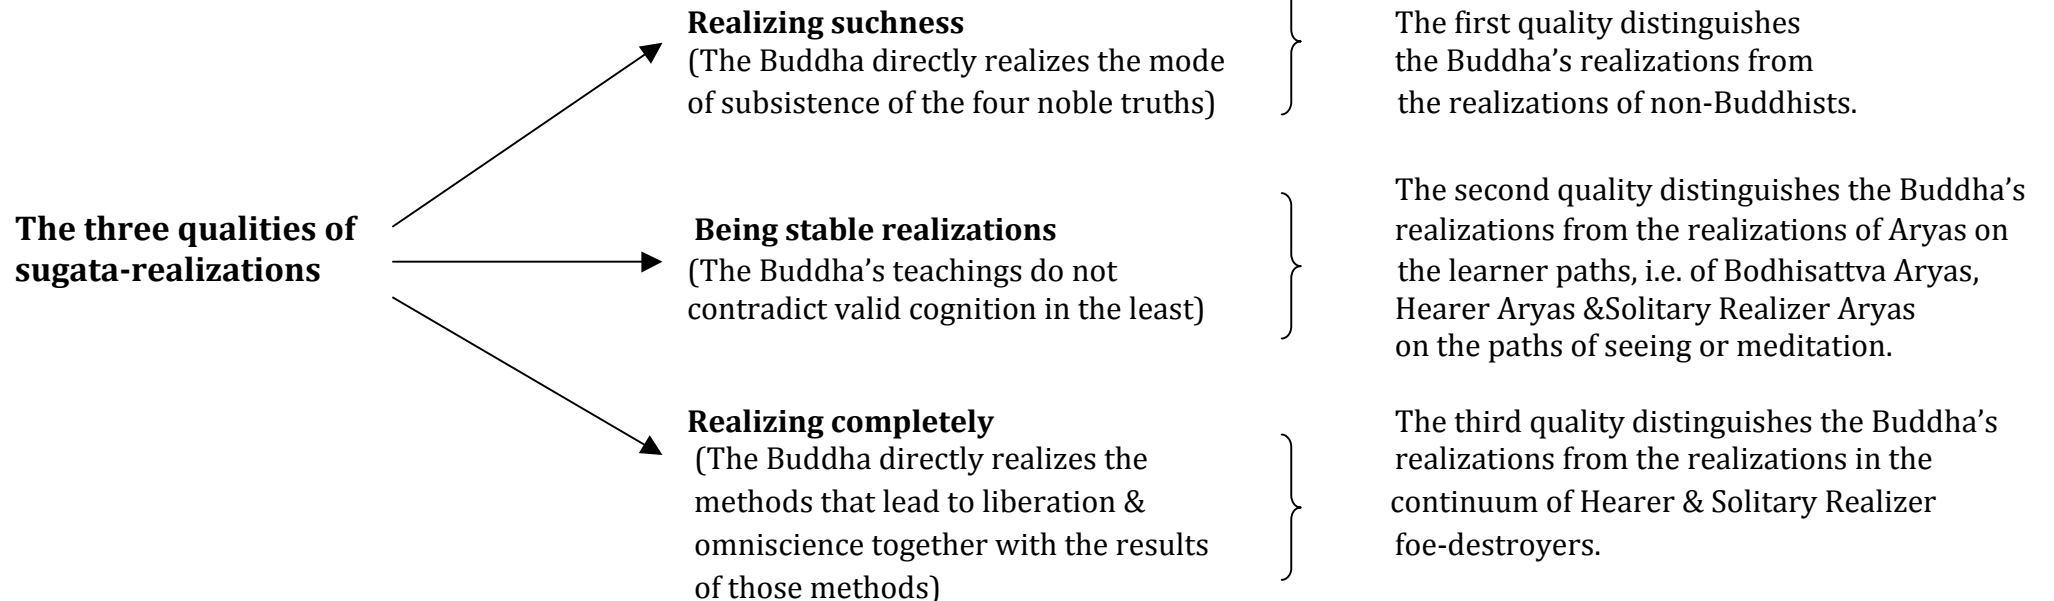 The three qualities of
sugata-realizations
Realizing suchness
(The Buddha directly realizes the mode
of subsistence of the four noble truths)
The first quality distinguishes
the Buddha’s realizations from
the realizations of non-Buddhists.
Being stable realizations
(The Buddha’s teachings do not
contradict valid cognition in the least)
The second quality distinguishes the Buddha’s
realizations from the realizations of Aryas on
the learner paths, i.e. of Bodhisattva Aryas,
Hearer Aryas &Solitary Realizer Aryas
on the paths of seeing or meditation.
Realizing completely
(The Buddha directly realizes the
methods that lead to liberation &
omniscience together with the results
of those methods)
The third quality distinguishes the Buddha’s
realizations from the realizations in the
continuum of Hearer & Solitary Realizer
foe-destroyers.